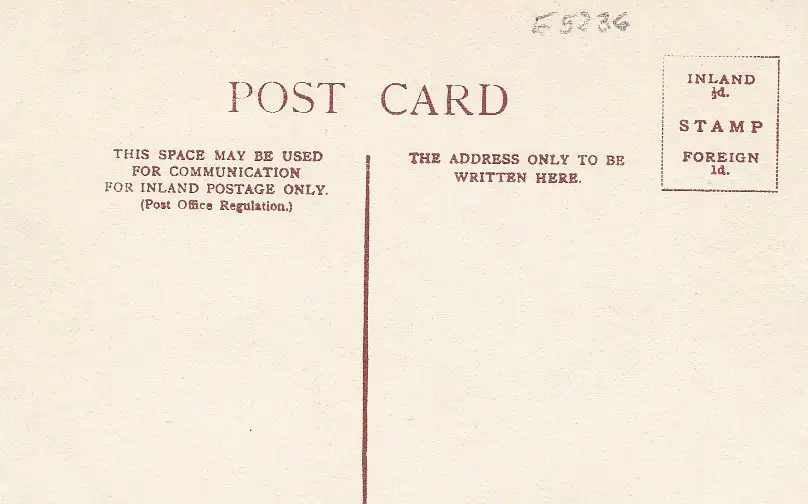 E 5236
POST CARD
INLAND
½d.
STAMP
FOREIGN
1d.
THIS SPACE MAY BE USED
FOR COMMUNICATION
FOR INLAND POSTAGE ONLY.
(Post Office Regulation.)
THE ADDRESS ONLY TO BE
WRITTEN HERE.